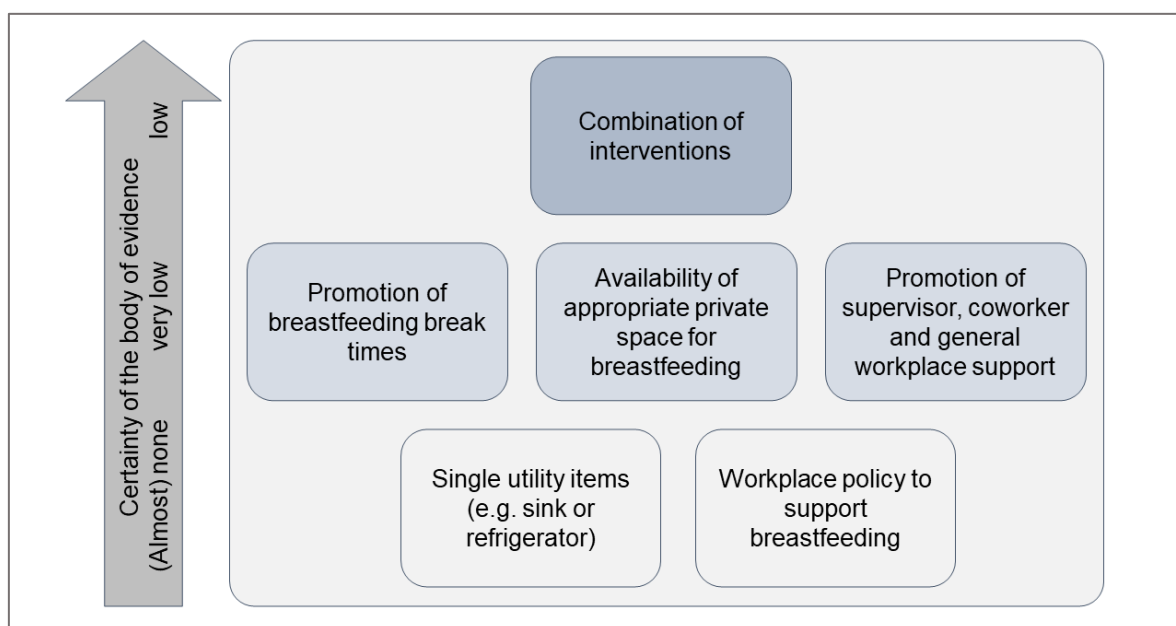 Certainty of the body of evidence
(Almost) none very low low
Combination of
interventions
Promotion of
breastfeeding break
times
Availability of
appropriate private
space for
breastfeeding
Promotion of
supervisor, coworker
and general
workplace support
Single utility items
(e.g. sink or
refrigerator)
Workplace policy to
support
breastfeeding